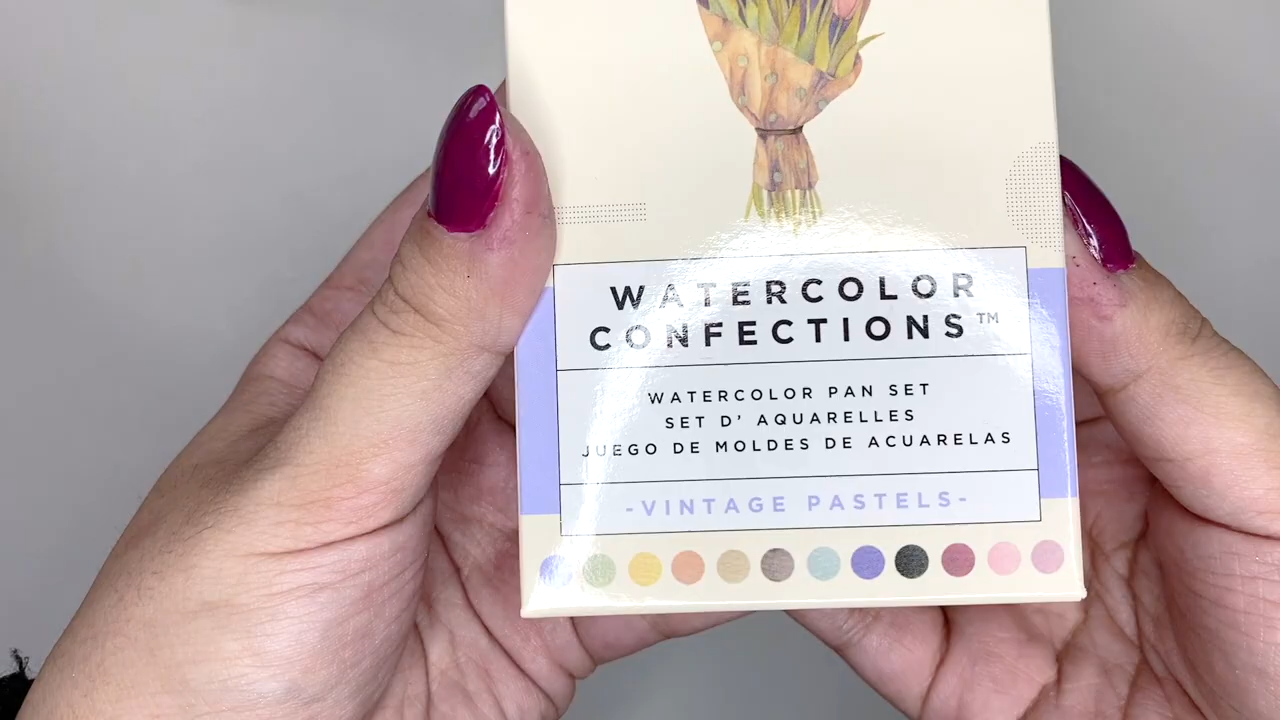 WATERCOLOR
CONFECTIONS™
WATERCOLOR PAN SET
SET D' AQUARELLES
JUEGO DE MOLDES DE ACUARELAS
-VINTAGE PASTELS-